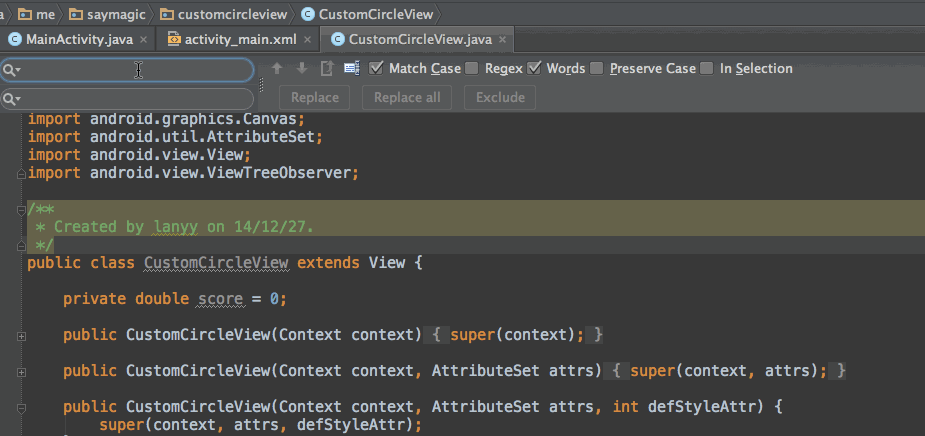 a me saymagic customcircleview CustomCircleView
MainActivity.java activity_main.xml CustomCircleView.java
Match Case Regex Words Preserve Case In Selection
Replace Replace all Exclude
import android.graphics.Canvas;
import android.util.AttributeSet;
import android.view.View;
import android.view.ViewTreeObserver;
/**
* Created by lanyy on 14/12/27.
*/
public class CustomCircleView extends View {
private double score = 0;
public CustomCircleView(Context context) { super(context); }
public CustomCircleView(Context context, AttributeSet attrs) { super(context, attrs); }
public CustomCircleView(Context context, AttributeSet attrs, int defStyleAttr) {
super(context, attrs, defStyleAttr);